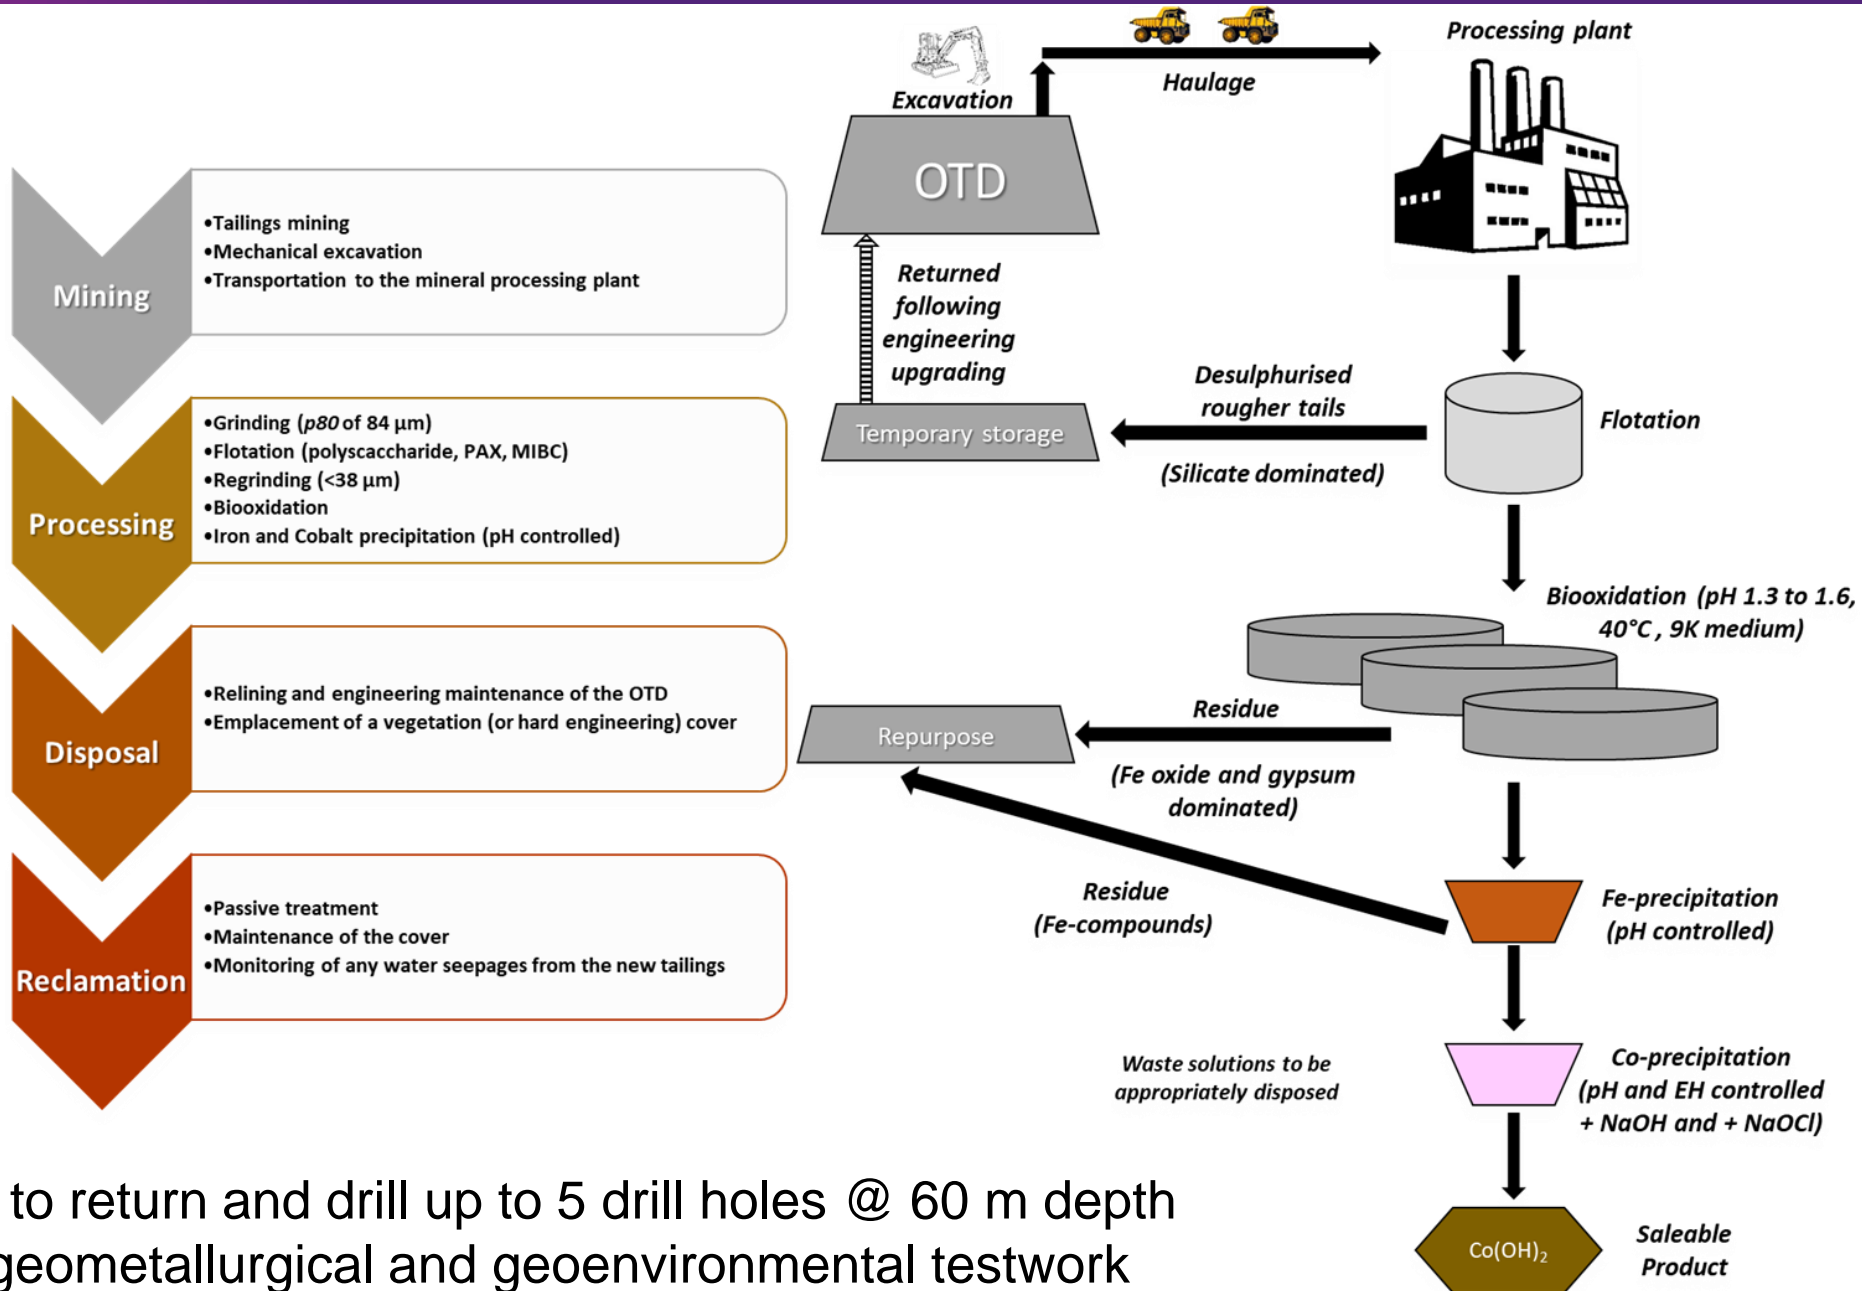 Mining
•Tailings mining
•Mechanical excavation
•Transportation to the mineral processing plant
Processing
•Grinding (p80 of 84 µm)
•Flotation (polyscaccharide, PAX, MIBC)
•Regrinding (<38 µm)
•Biooxidation
•Iron and Cobalt precipitation (pH controlled)
Disposal
•Relining and engineering maintenance of the OTD
•Emplacement of a vegetation (or hard engineering) cover
Reclamation
•Passive treatment
•Maintenance of the cover
•Monitoring of any water seepages from the new tailings
Excavation
Haulage
Processing plant
OTD
Returned
following
engineering
upgrading
Temporary storage
Desulphurised
rougher tails
(Silicate dominated)
Flotation
Biooxidation (pH 1.3 to 1.6,
40°C , 9K medium)
Residue
(Fe oxide and gypsum
dominated)
Repurpose
Residue
(Fe-compounds)
Fe-precipitation
(pH controlled)
Waste solutions to be
appropriately disposed
Co-precipitation
(pH and EH controlled
+ NaOH and + NaOCl)
Co(OH)₂
Saleable
Product
to return and drill up to 5 drill holes @ 60 m depth
geometallurgical and geoenvironmental testwork